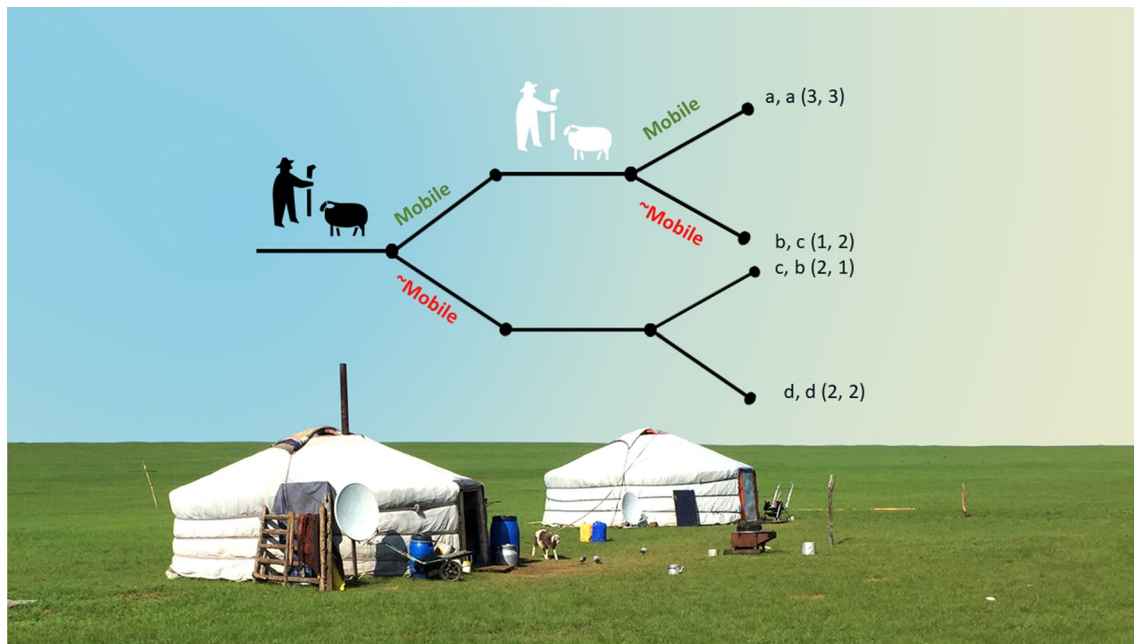 Mobile
a, a (3, 3)
Mobile
~Mobile
b, c (1, 2)
c, b (2, 1)
~Mobile
d, d (2, 2)